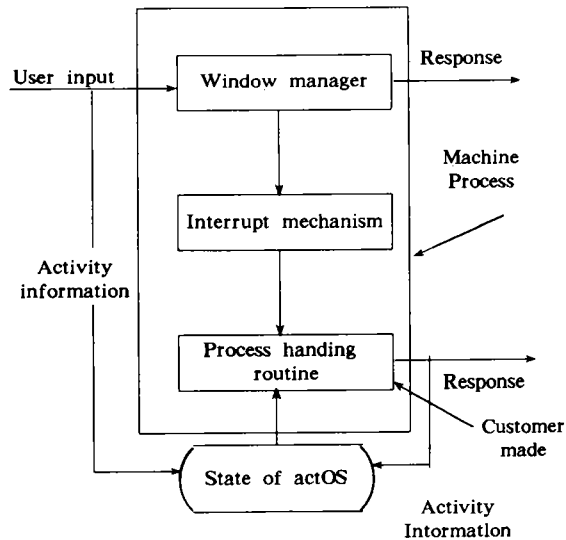 User input
Window manager
Response
Machine
Process
Interrupt mechanism
Activity
information
Process handing
routine
Response
Customer
made
State of actOS
Activity
Intormation